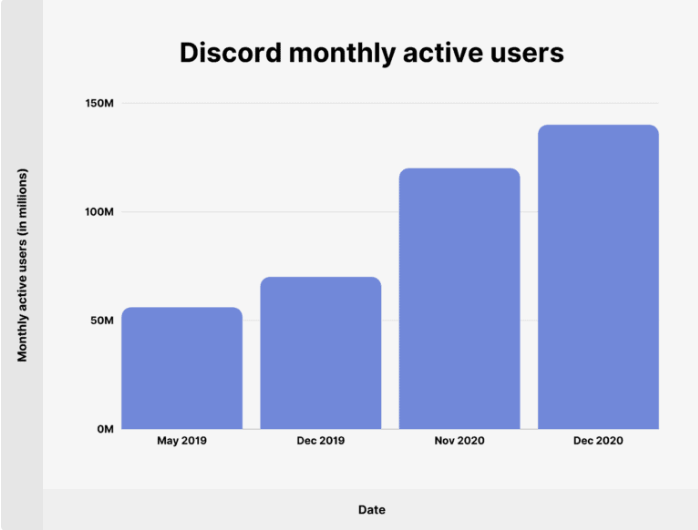 Discord monthly active users
Monthly active users (in millions)
150M
100M
50M
0M
May 2019 Dec 2019 Nov 2020 Dec 2020
Date